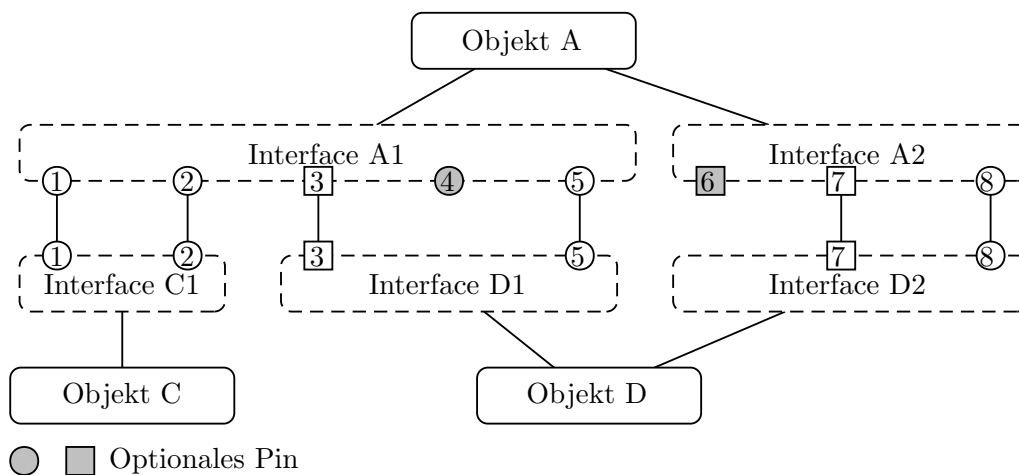 Objekt A
Interface A1 Interface A2
1 2 3 4 5 6 7 8
1 2 3 5 7 8
Interface C1 Interface D1 Interface D2
Objekt C Objekt D
Optionales Pin